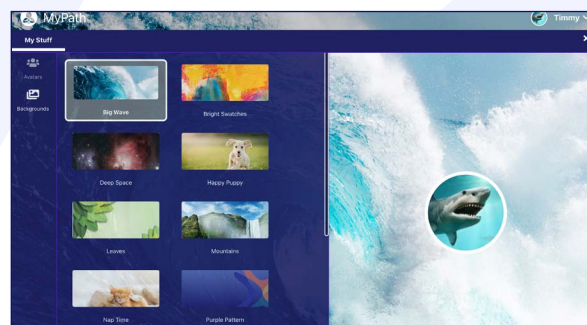 MyPath
Timmy
My Stuff
Avatars
Backgrounds
Big Wave
Bright Swatches
Deep Space
Happy Puppy
Leaves
Mountains
Nap Time
Purple Pattern